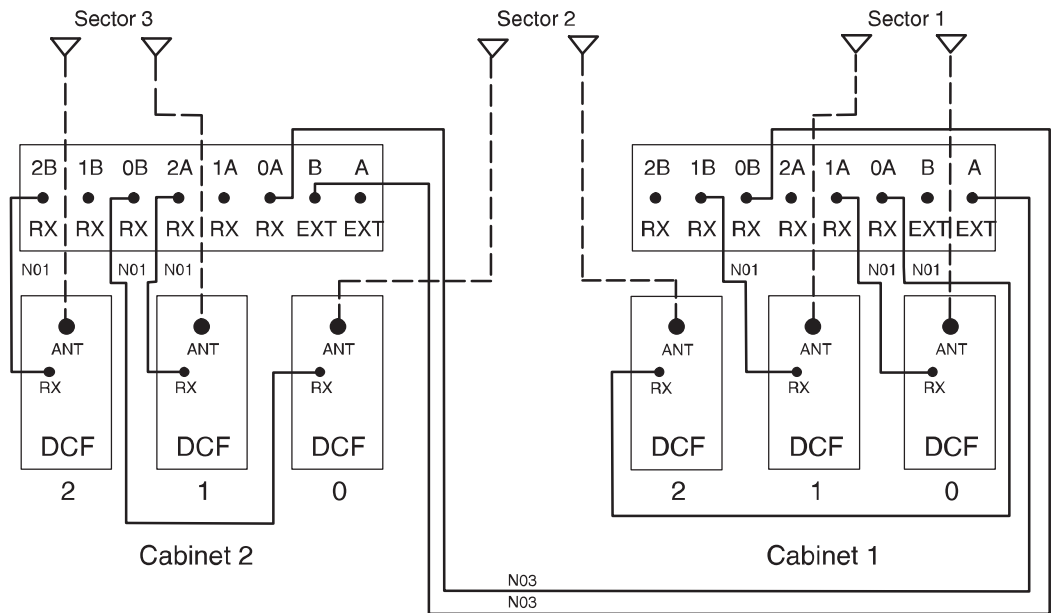 Sector 3 Sector 2 Sector 1
2B 1B 0B 2A 1A 0A B A
RX RX RX RX RX RX EXT EXT
2B 1B 0B 2A 1A 0A B A
RX RX RX RX RX RX EXT EXT
N01 N01 N01
N01 N01 N01
ANT ANT ANT
RX RX RX
DCF DCF DCF
2 1 0
ANT ANT ANT
RX RX RX
DCF DCF DCF
2 1 0
Cabinet 2 Cabinet 1
N03
N03